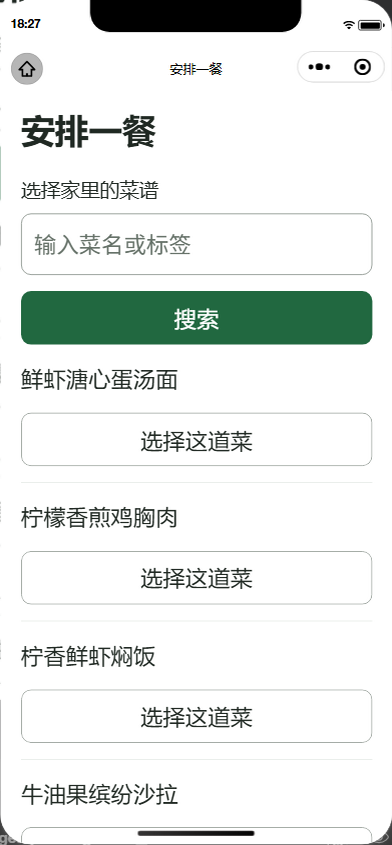 18:27
安排一餐
安排一餐
选择家里的菜谱
输入菜名或标签
搜索
鲜虾溏心蛋汤面
选择这道菜
柠檬香煎鸡胸肉
选择这道菜
柠香鲜虾焖饭
选择这道菜
牛油果缤纷沙拉